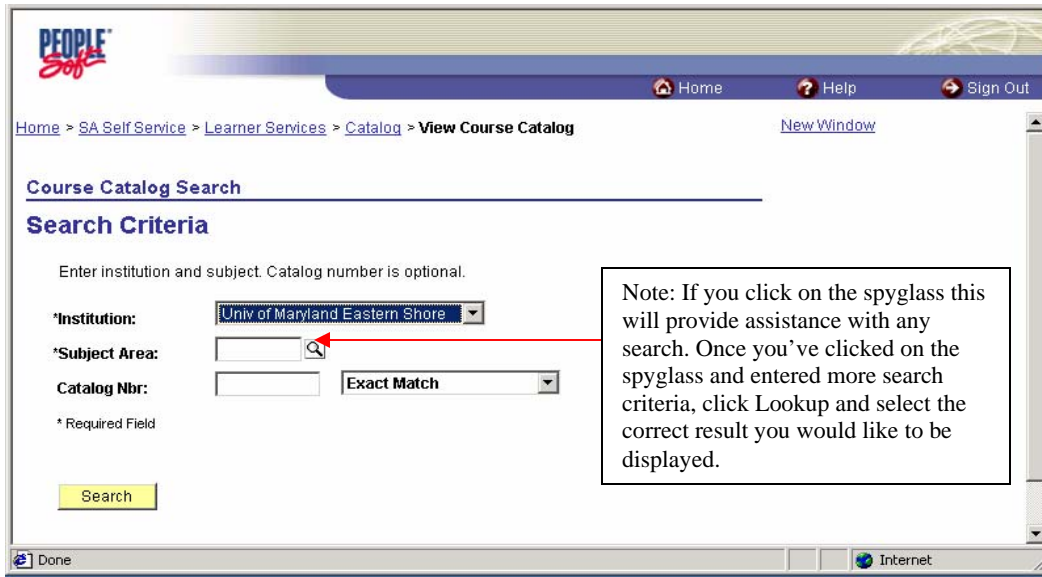 PEOPLE
Soft
Home Help Sign Out
Home > SA Self Service > Learner Services > Catalog > View Course Catalog New Window
Course Catalog Search
Search Criteria
Enter institution and subject. Catalog number is optional.
*Institution: Univ of Maryland Eastern Shore
*Subject Area:
Catalog Nbr: Exact Match
* Required Field
Search
Note: If you click on the spyglass this
will provide assistance with any
search. Once you’ve clicked on the
spyglass and entered more search
criteria, click Lookup and select the
correct result you would like to be
displayed.
Done Internet